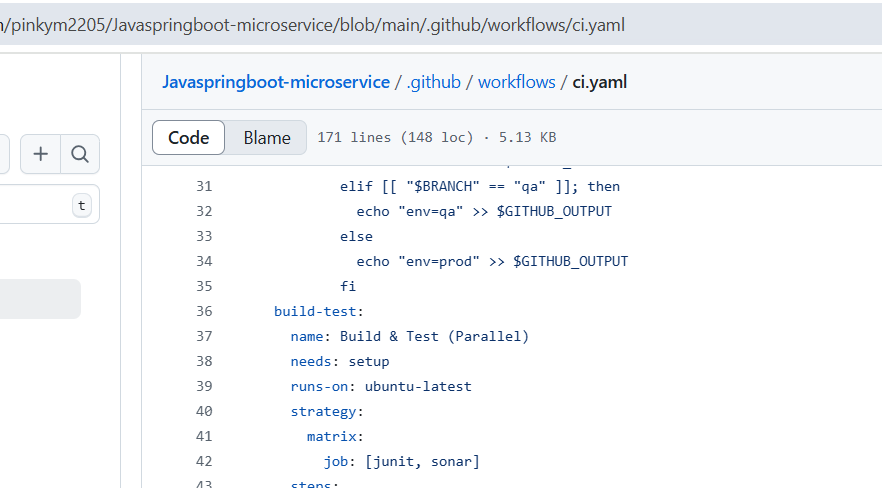 /pinkym2205/Javaspringboot-microservice/blob/main/.github/workflows/ci.yaml
Javaspringboot-microservice / .github / workflows / ci.yaml
Code Blame 171 lines (148 loc) · 5.13 KB
t
31 elif [[ "$BRANCH" == "qa" ]]; then
32 echo "env=qa" >> $GITHUB_OUTPUT
33 else
34 echo "env=prod" >> $GITHUB_OUTPUT
35 fi
36 build-test:
37 name: Build & Test (Parallel)
38 needs: setup
39 runs-on: ubuntu-latest
40 strategy:
41 matrix:
42 job: [junit, sonar]
43 steps: